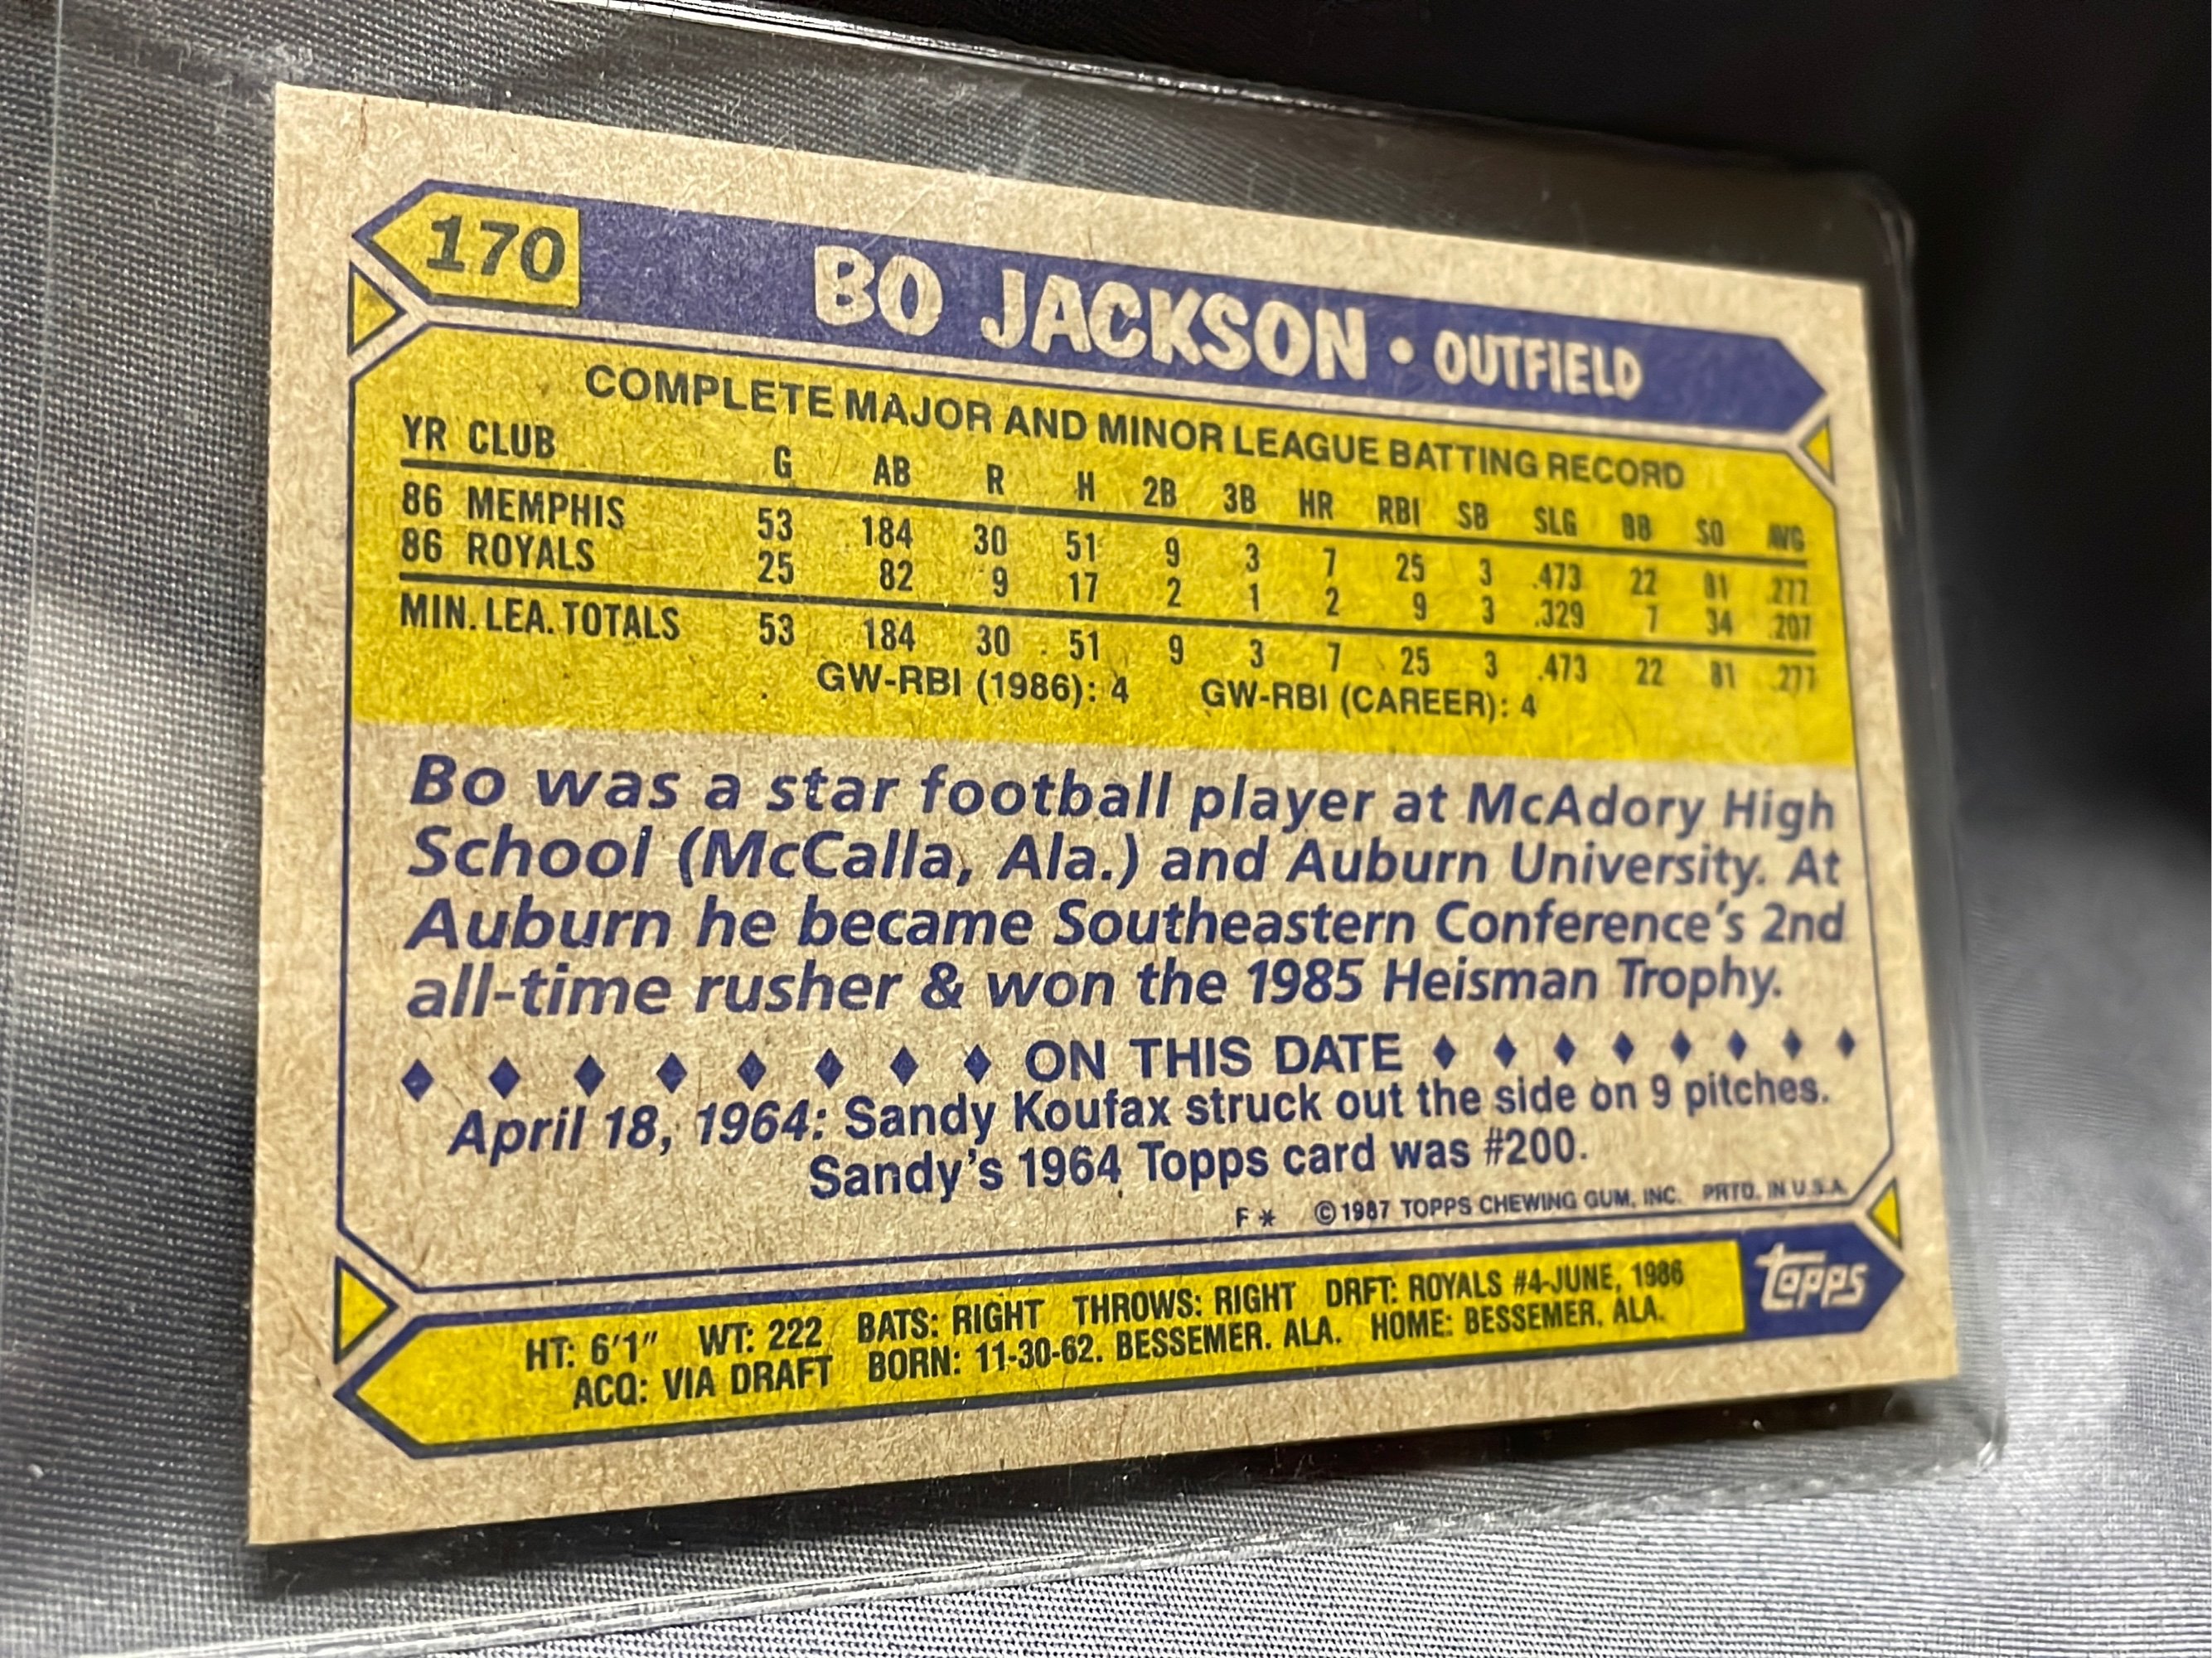 170 BO JACKSON • OUTFIELD
COMPLETE MAJOR AND MINOR LEAGUE BATTING RECORD
YR CLUB G AB R H 2B 3B HR RBI SB SLG BB SO AVG
86 MEMPHIS 53 184 30 51 9 3 7 25 3 .473 22 81 .277
86 ROYALS 25 82 9 17 2 1 2 9 3 .329 7 34 .207
MIN. LEA. TOTALS 53 184 30 51 9 3 7 25 3 .473 22 81 .277
GW-RBI (1986): 4 GW-RBI (CAREER): 4
Bo was a star football player at McAdory High
School (McCalla, Ala.) and Auburn University. At
Auburn he became Southeastern Conference's 2nd
all-time rusher & won the 1985 Heisman Trophy.
♦ ♦ ♦ ♦ ♦ ♦ ♦ ♦ ON THIS DATE ♦ ♦ ♦ ♦ ♦ ♦ ♦ ♦
April 18, 1964: Sandy Koufax struck out the side on 9 pitches.
Sandy's 1964 Topps card was #200.
F * © 1987 TOPPS CHEWING GUM, INC. PRTD. IN U.S.A.
HT: 6'1" WT: 222 BATS: RIGHT THROWS: RIGHT DRFT: ROYALS #4-JUNE, 1986
ACQ: VIA DRAFT BORN: 11-30-62. BESSEMER. ALA. HOME: BESSEMER, ALA.
topps